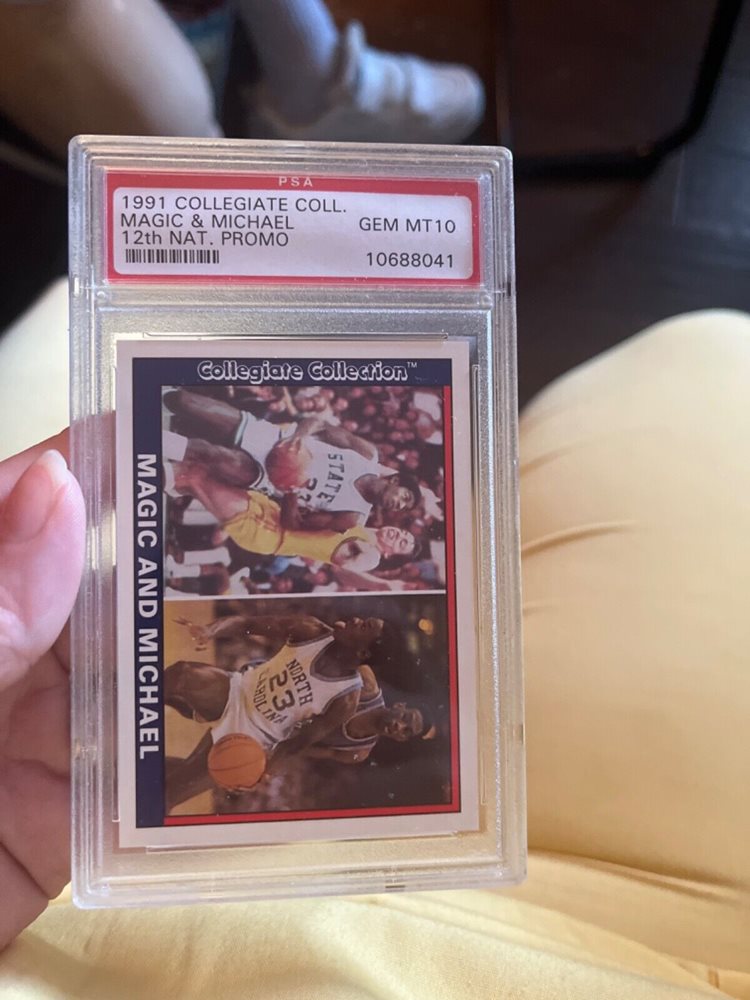 PSA
1991 COLLEGIATE COLL.
MAGIC & MICHAEL GEM MT10
12th NAT. PROMO
10688041
Collegiate Collection™
MAGIC AND MICHAEL
STATE
NORTH
23
CAROLINA